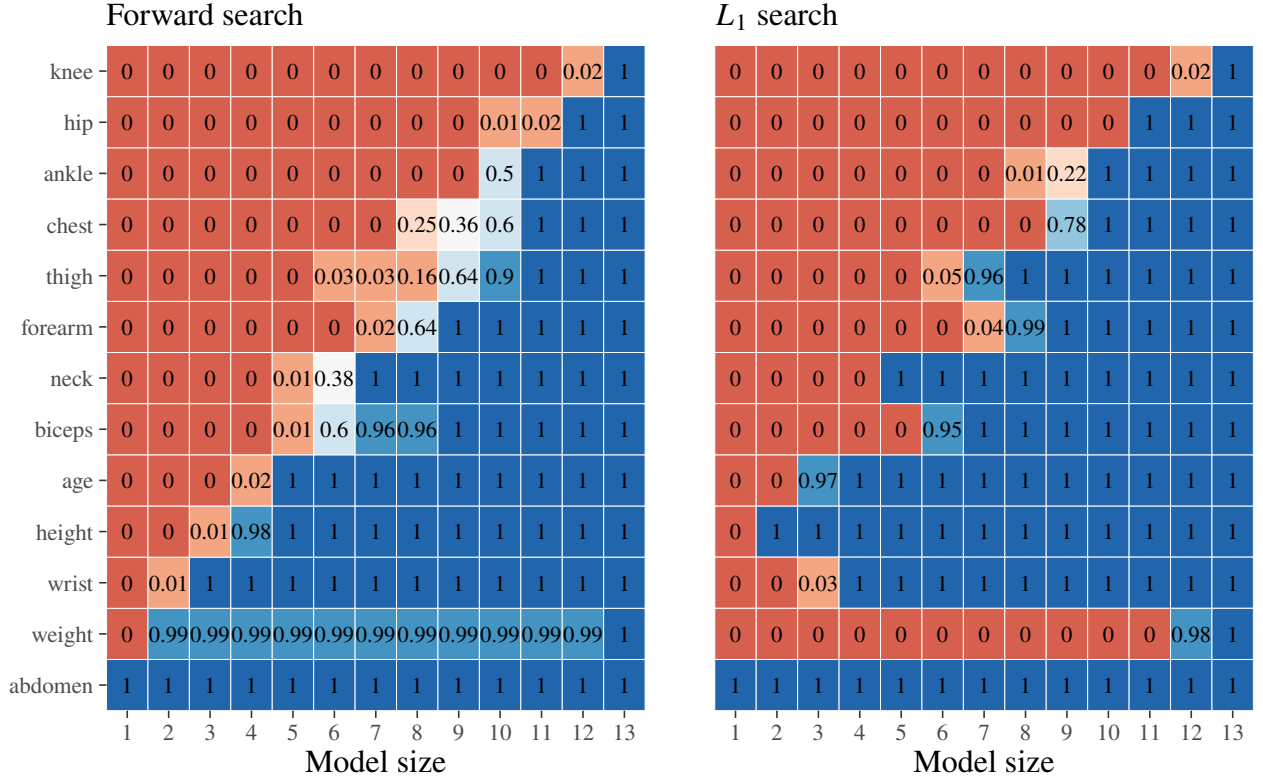 Forward search
L₁ search
knee 0 0 0 0 0 0 0 0 0 0 0 0.02 1 0 0 0 0 0 0 0 0 0 0 0 0.02 1
hip 0 0 0 0 0 0 0 0 0 0.01 0.02 1 1 0 0 0 0 0 0 0 0 0 0 1 1 1
ankle 0 0 0 0 0 0 0 0 0 0.5 1 1 1 0 0 0 0 0 0 0 0.01 0.22 1 1 1 1
chest 0 0 0 0 0 0 0 0.25 0.36 0.6 1 1 1 0 0 0 0 0 0 0 0 0.78 1 1 1 1
thigh 0 0 0 0 0 0.03 0.03 0.16 0.64 0.9 1 1 1 0 0 0 0 0 0.05 0.96 1 1 1 1 1 1
forearm 0 0 0 0 0 0 0.02 0.64 1 1 1 1 1 0 0 0 0 0 0 0.04 0.99 1 1 1 1 1
neck 0 0 0 0 0.01 0.38 1 1 1 1 1 1 1 0 0 0 0 1 1 1 1 1 1 1 1 1
biceps 0 0 0 0 0.01 0.6 0.96 0.96 1 1 1 1 1 0 0 0 0 0 0.95 1 1 1 1 1 1 1
age 0 0 0 0.02 1 1 1 1 1 1 1 1 1 0 0 0.97 1 1 1 1 1 1 1 1 1 1
height 0 0 0.01 0.98 1 1 1 1 1 1 1 1 1 0 1 1 1 1 1 1 1 1 1 1 1 1
wrist 0 0.01 1 1 1 1 1 1 1 1 1 1 1 0 0 0.03 1 1 1 1 1 1 1 1 1 1
weight 0 0.99 0.99 0.99 0.99 0.99 0.99 0.99 0.99 0.99 0.99 0.99 1 0 0 0 0 0 0 0 0 0 0 0 0.98 1
abdomen 1 1 1 1 1 1 1 1 1 1 1 1 1 1 1 1 1 1 1 1 1 1 1 1 1 1
1 2 3 4 5 6 7 8 9 10 11 12 13 1 2 3 4 5 6 7 8 9 10 11 12 13
Model size
Model size